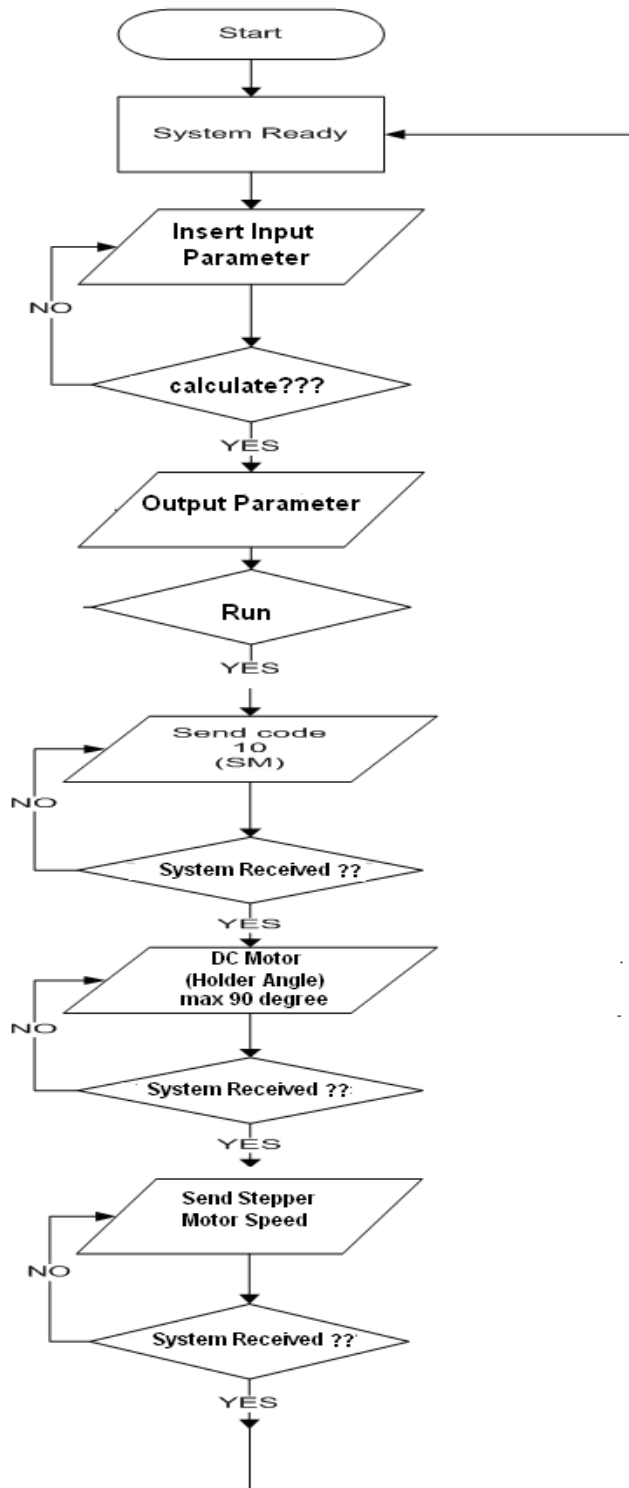 Start
System Ready
Insert Input
Parameter
NO
calculate???
YES
Output Parameter
Run
YES
Send code
10
(SM)
NO
System Received ??
YES
DC Motor
(Holder Angle)
max 90 degree
NO
System Received ??
YES
Send Stepper
Motor Speed
NO
System Received ??
YES